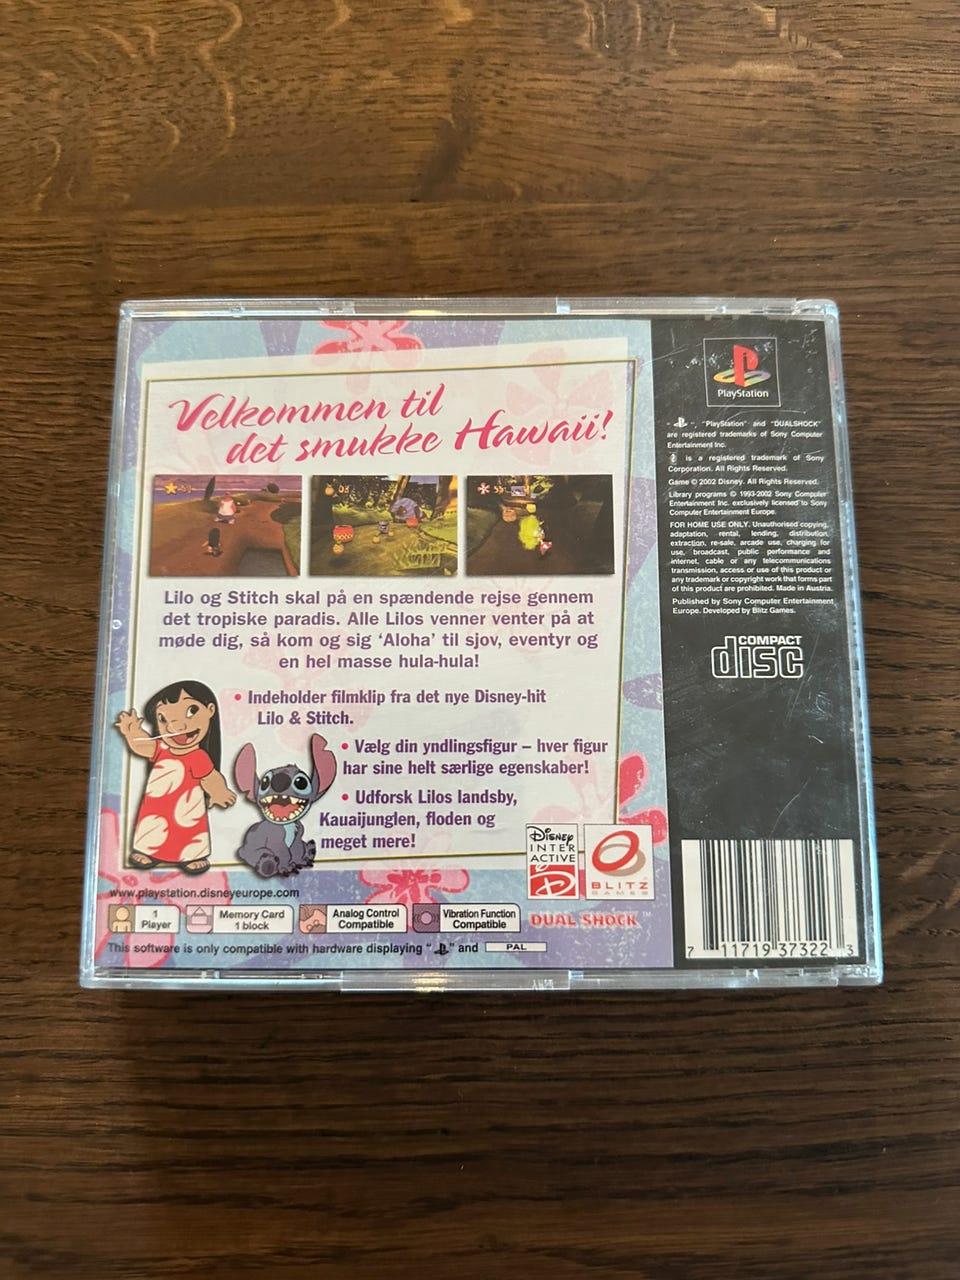 Velkommen til
det smukke Hawaii!
Lilo og Stitch skal på en spændende rejse gennem
det tropiske paradis. Alle Lilos venner venter på at
møde dig, så kom og sig ‘Aloha’ til sjov, eventyr og
en hel masse hula-hula!
• Indeholder filmklip fra det nye Disney-hit
Lilo & Stitch.
• Vælg din yndlingsfigur – hver figur
har sine helt særlige egenskaber!
• Udforsk Lilos landsby,
Kauaijunglen, floden og
meget mere!
www.playstation.disneyeurope.com
Disney
INTER
ACTIVE
BLITZ
GAMES
1
Player
Memory Card
1 block
Analog Control
Compatible
Vibration Function
Compatible
DUAL SHOCK™
This software is only compatible with hardware displaying “ ” and PAL
PlayStation
“ ”, “PlayStation” and “DUALSHOCK”
are registered trademarks of Sony Computer
Entertainment Inc.
is a registered trademark of Sony
Corporation. All Rights Reserved.
Game © 2002 Disney. All Rights Reserved.
Library programs © 1993-2002 Sony Computer
Entertainment Inc. exclusively licensed to Sony
Computer Entertainment Europe.
FOR HOME USE ONLY. Unauthorised copying,
adaptation, rental, lending, distribution,
extraction, re-sale, arcade use, charging for
use, broadcast, public performance and
internet, cable or any telecommunications
transmission, access or use of this product or
any trademark or copyright work that forms part
of this product are prohibited. Made in Austria.
Published by Sony Computer Entertainment
Europe. Developed by Blitz Games.
COMPACT
disc
7 11719 37322 3